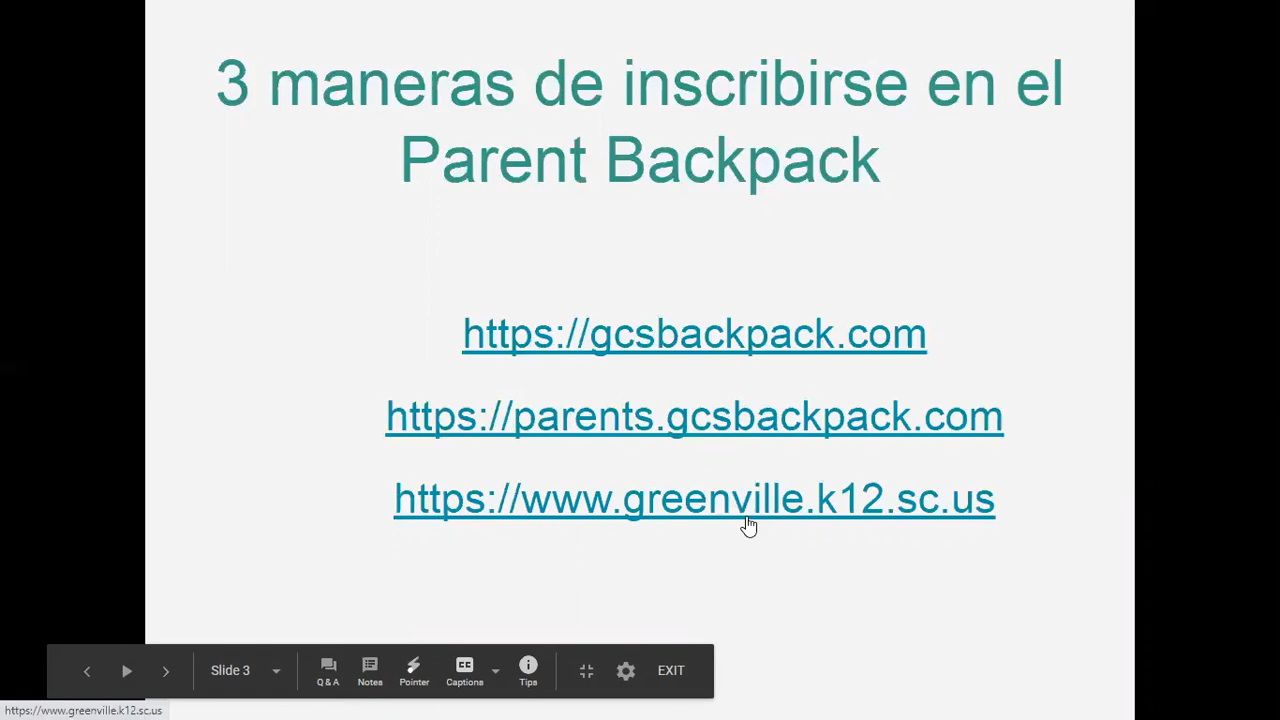 3 maneras de inscribirse en el
Parent Backpack
https://gcsbackpack.com
https://parents.gcsbackpack.com
https://www.greenville.k12.sc.us
Slide 3
Q & A
Notes
Pointer
CC
Captions
Tips
EXIT
https://www.greenville.k12.sc.us